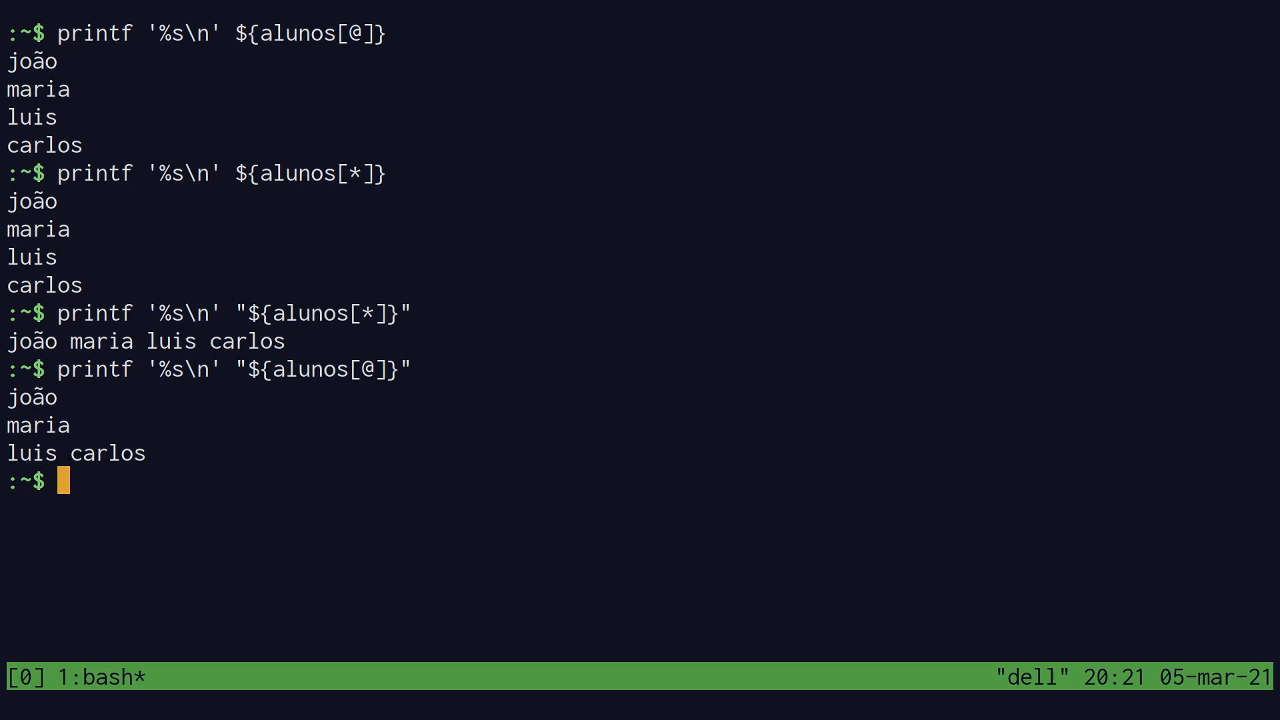 :~$ printf '%s\n' ${alunos[@]}
joão
maria
luis
carlos
:~$ printf '%s\n' ${alunos[*]}
joão
maria
luis
carlos
:~$ printf '%s\n' "${alunos[*]}"
joão maria luis carlos
:~$ printf '%s\n' "${alunos[@]}"
joão
maria
luis carlos
:~$
[0] 1:bash* "dell" 20:21 05-mar-21